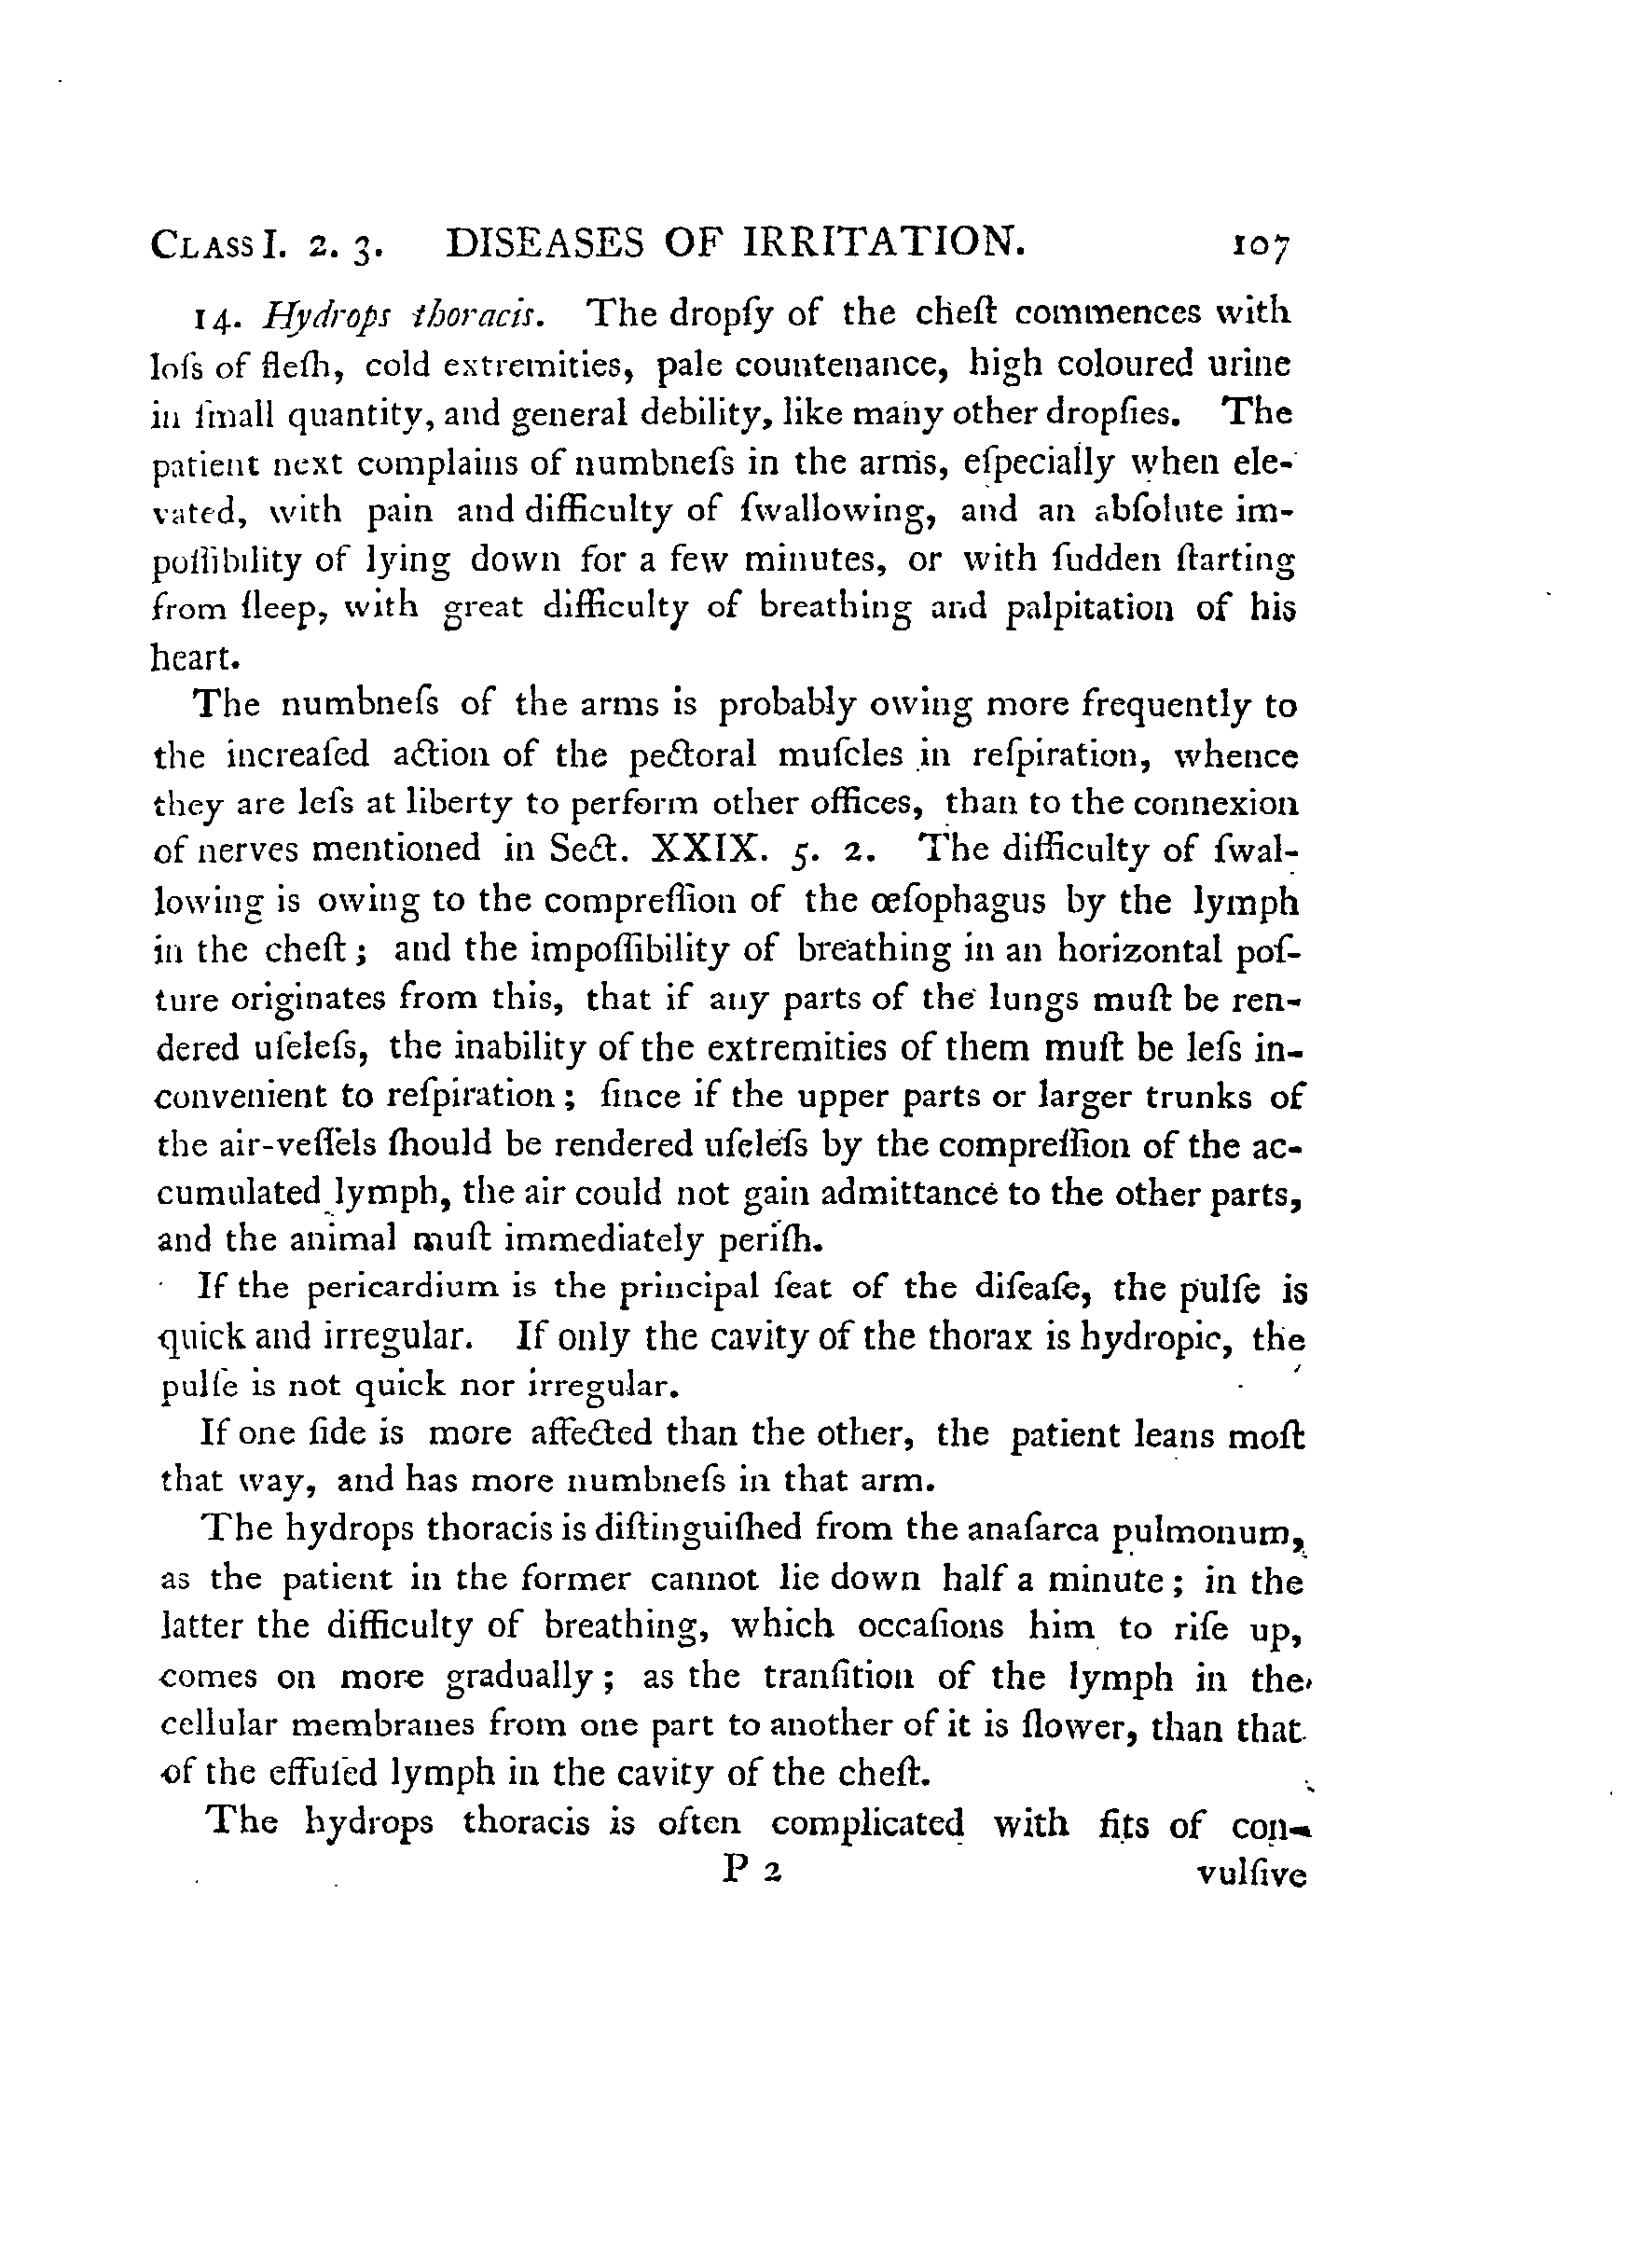 CLASS I. 2. 3. DISEASES OF IRRITATION. 107
14. Hydrops thoracis. The dropſy of the cheſt commences with
loſs of fleſh, cold extremities, pale countenance, high coloured urine
in ſmall quantity, and general debility, like many other dropſies. The
patient next complains of numbneſs in the arms, eſpecially when ele-
vated, with pain and difficulty of ſwallowing, and an abſolute im-
poſſibility of lying down for a few minutes, or with ſudden ſtarting
from ſleep, with great difficulty of breathing and palpitation of his
heart.
The numbneſs of the arms is probably owing more frequently to
the increaſed action of the pectoral muſcles in reſpiration, whence
they are leſs at liberty to perform other offices, than to the connexion
of nerves mentioned in Sect. XXIX. 5. 2. The difficulty of ſwal-
lowing is owing to the compreſſion of the œſophagus by the lymph
in the cheſt; and the impoſſibility of breathing in an horizontal poſ-
ture originates from this, that if any parts of the lungs muſt be ren-
dered uſeleſs, the inability of the extremities of them muſt be leſs in-
convenient to reſpiration; ſince if the upper parts or larger trunks of
the air-veſſels ſhould be rendered uſeleſs by the compreſſion of the ac-
cumulated lymph, the air could not gain admittance to the other parts,
and the animal muſt immediately periſh.
If the pericardium is the principal ſeat of the diſeaſe, the pulſe is
quick and irregular. If only the cavity of the thorax is hydropic, the
pulſe is not quick nor irregular.
If one ſide is more affected than the other, the patient leans moſt
that way, and has more numbneſs in that arm.
The hydrops thoracis is diſtinguiſhed from the anaſarca pulmonum,
as the patient in the former cannot lie down half a minute; in the
latter the difficulty of breathing, which occaſions him to riſe up,
comes on more gradually; as the tranſition of the lymph in the
cellular membranes from one part to another of it is ſlower, than that
of the effuſed lymph in the cavity of the cheſt.
The hydrops thoracis is often complicated with fits of con-
P 2 vulſive